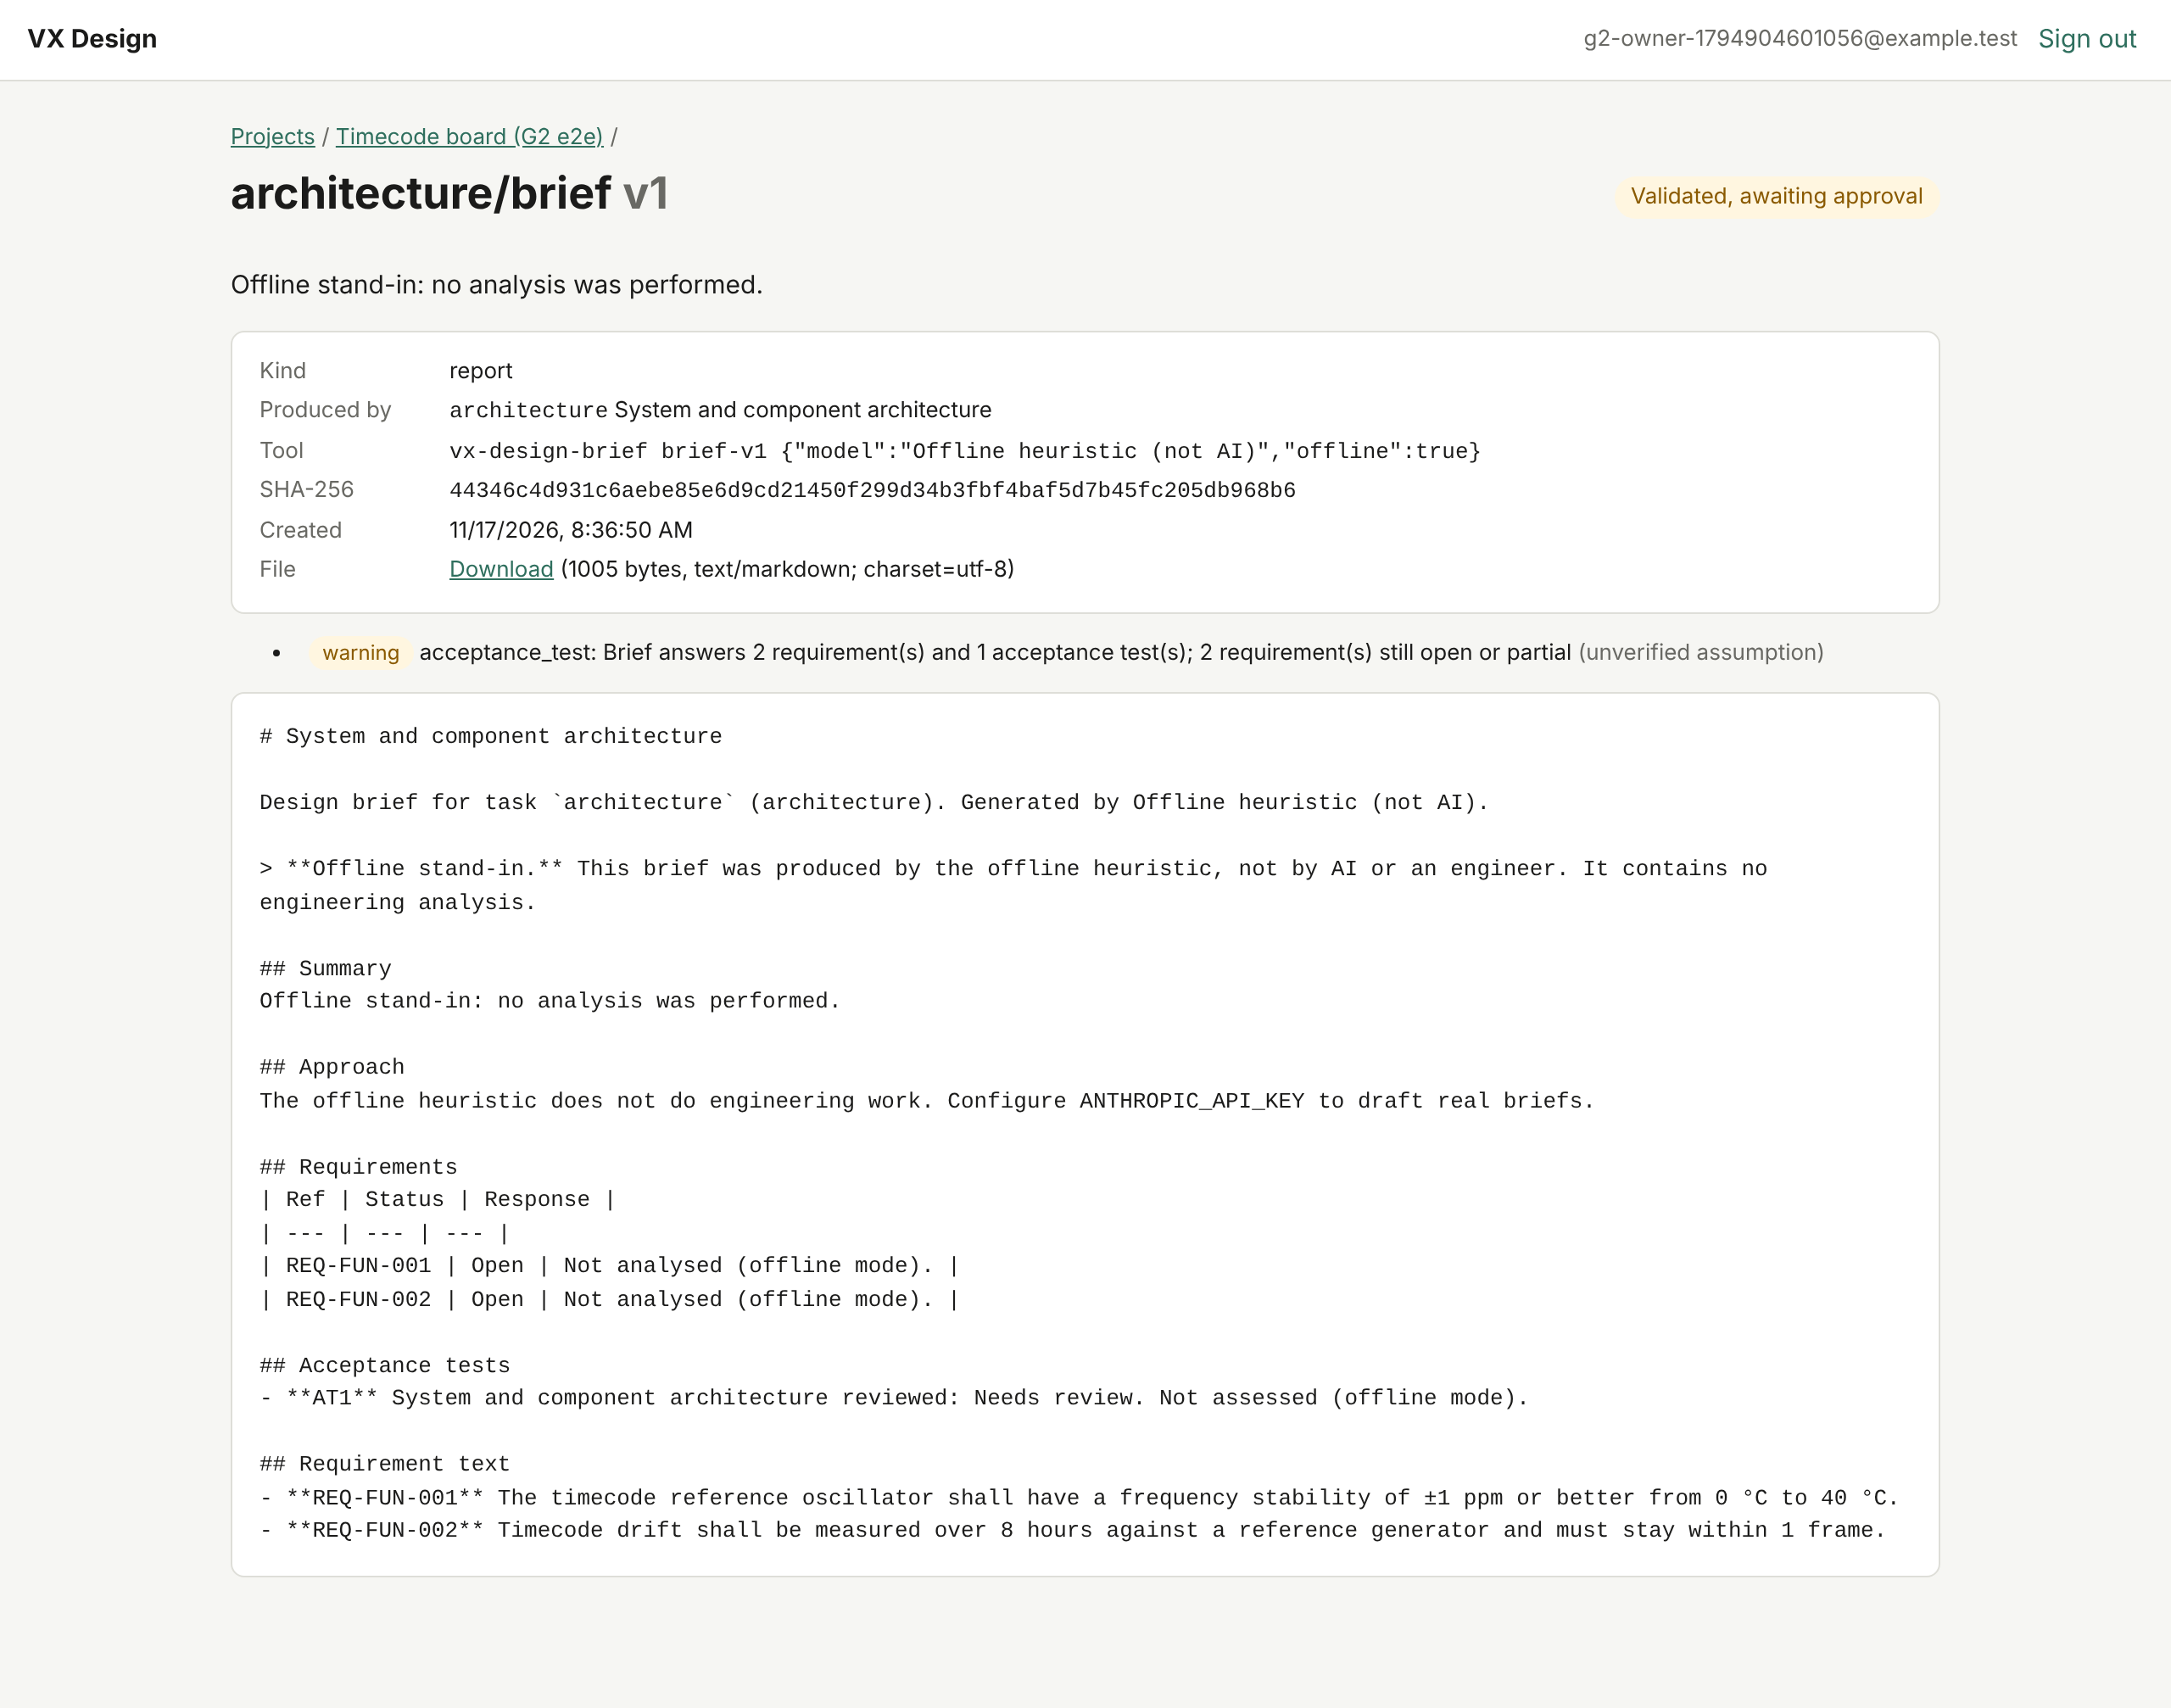 VX Design
g2-owner-1794904601056@example.test Sign out
Projects / Timecode board (G2 e2e) /
architecture/brief v1
Validated, awaiting approval
Offline stand-in: no analysis was performed.
Kind report
Produced by architecture System and component architecture
Tool vx-design-brief brief-v1 {"model":"Offline heuristic (not AI)","offline":true}
SHA-256 44346c4d931c6aebe85e6d9cd21450f299d34b3fbf4baf5d7b45fc205db968b6
Created 11/17/2026, 8:36:50 AM
File Download (1005 bytes, text/markdown; charset=utf-8)
• warning acceptance_test: Brief answers 2 requirement(s) and 1 acceptance test(s); 2 requirement(s) still open or partial (unverified assumption)
# System and component architecture
Design brief for task `architecture` (architecture). Generated by Offline heuristic (not AI).
> **Offline stand-in.** This brief was produced by the offline heuristic, not by AI or an engineer. It contains no
engineering analysis.
## Summary
Offline stand-in: no analysis was performed.
## Approach
The offline heuristic does not do engineering work. Configure ANTHROPIC_API_KEY to draft real briefs.
## Requirements
| Ref | Status | Response |
| --- | --- | --- |
| REQ-FUN-001 | Open | Not analysed (offline mode). |
| REQ-FUN-002 | Open | Not analysed (offline mode). |
## Acceptance tests
- **AT1** System and component architecture reviewed: Needs review. Not assessed (offline mode).
## Requirement text
- **REQ-FUN-001** The timecode reference oscillator shall have a frequency stability of ±1 ppm or better from 0 °C to 40 °C.
- **REQ-FUN-002** Timecode drift shall be measured over 8 hours against a reference generator and must stay within 1 frame.